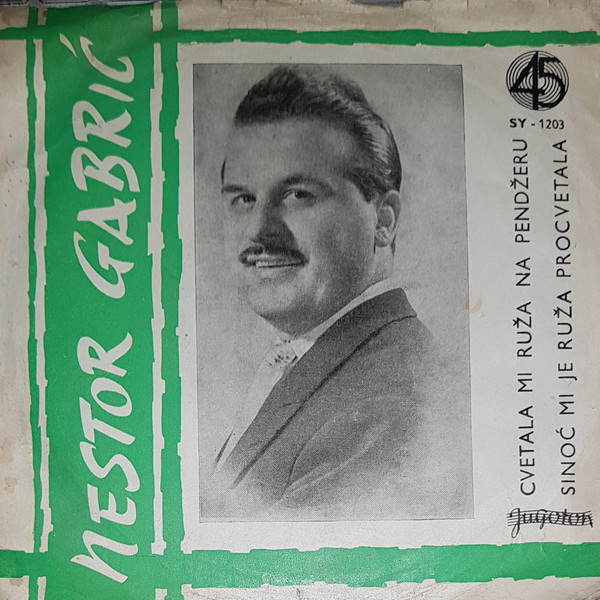 NESTOR GABRIĆ
45
SY - 1203
CVETALA MI RUŽA NA PENDŽERU
SINOĆ MI JE RUŽA PROCVETALA
Jugoton